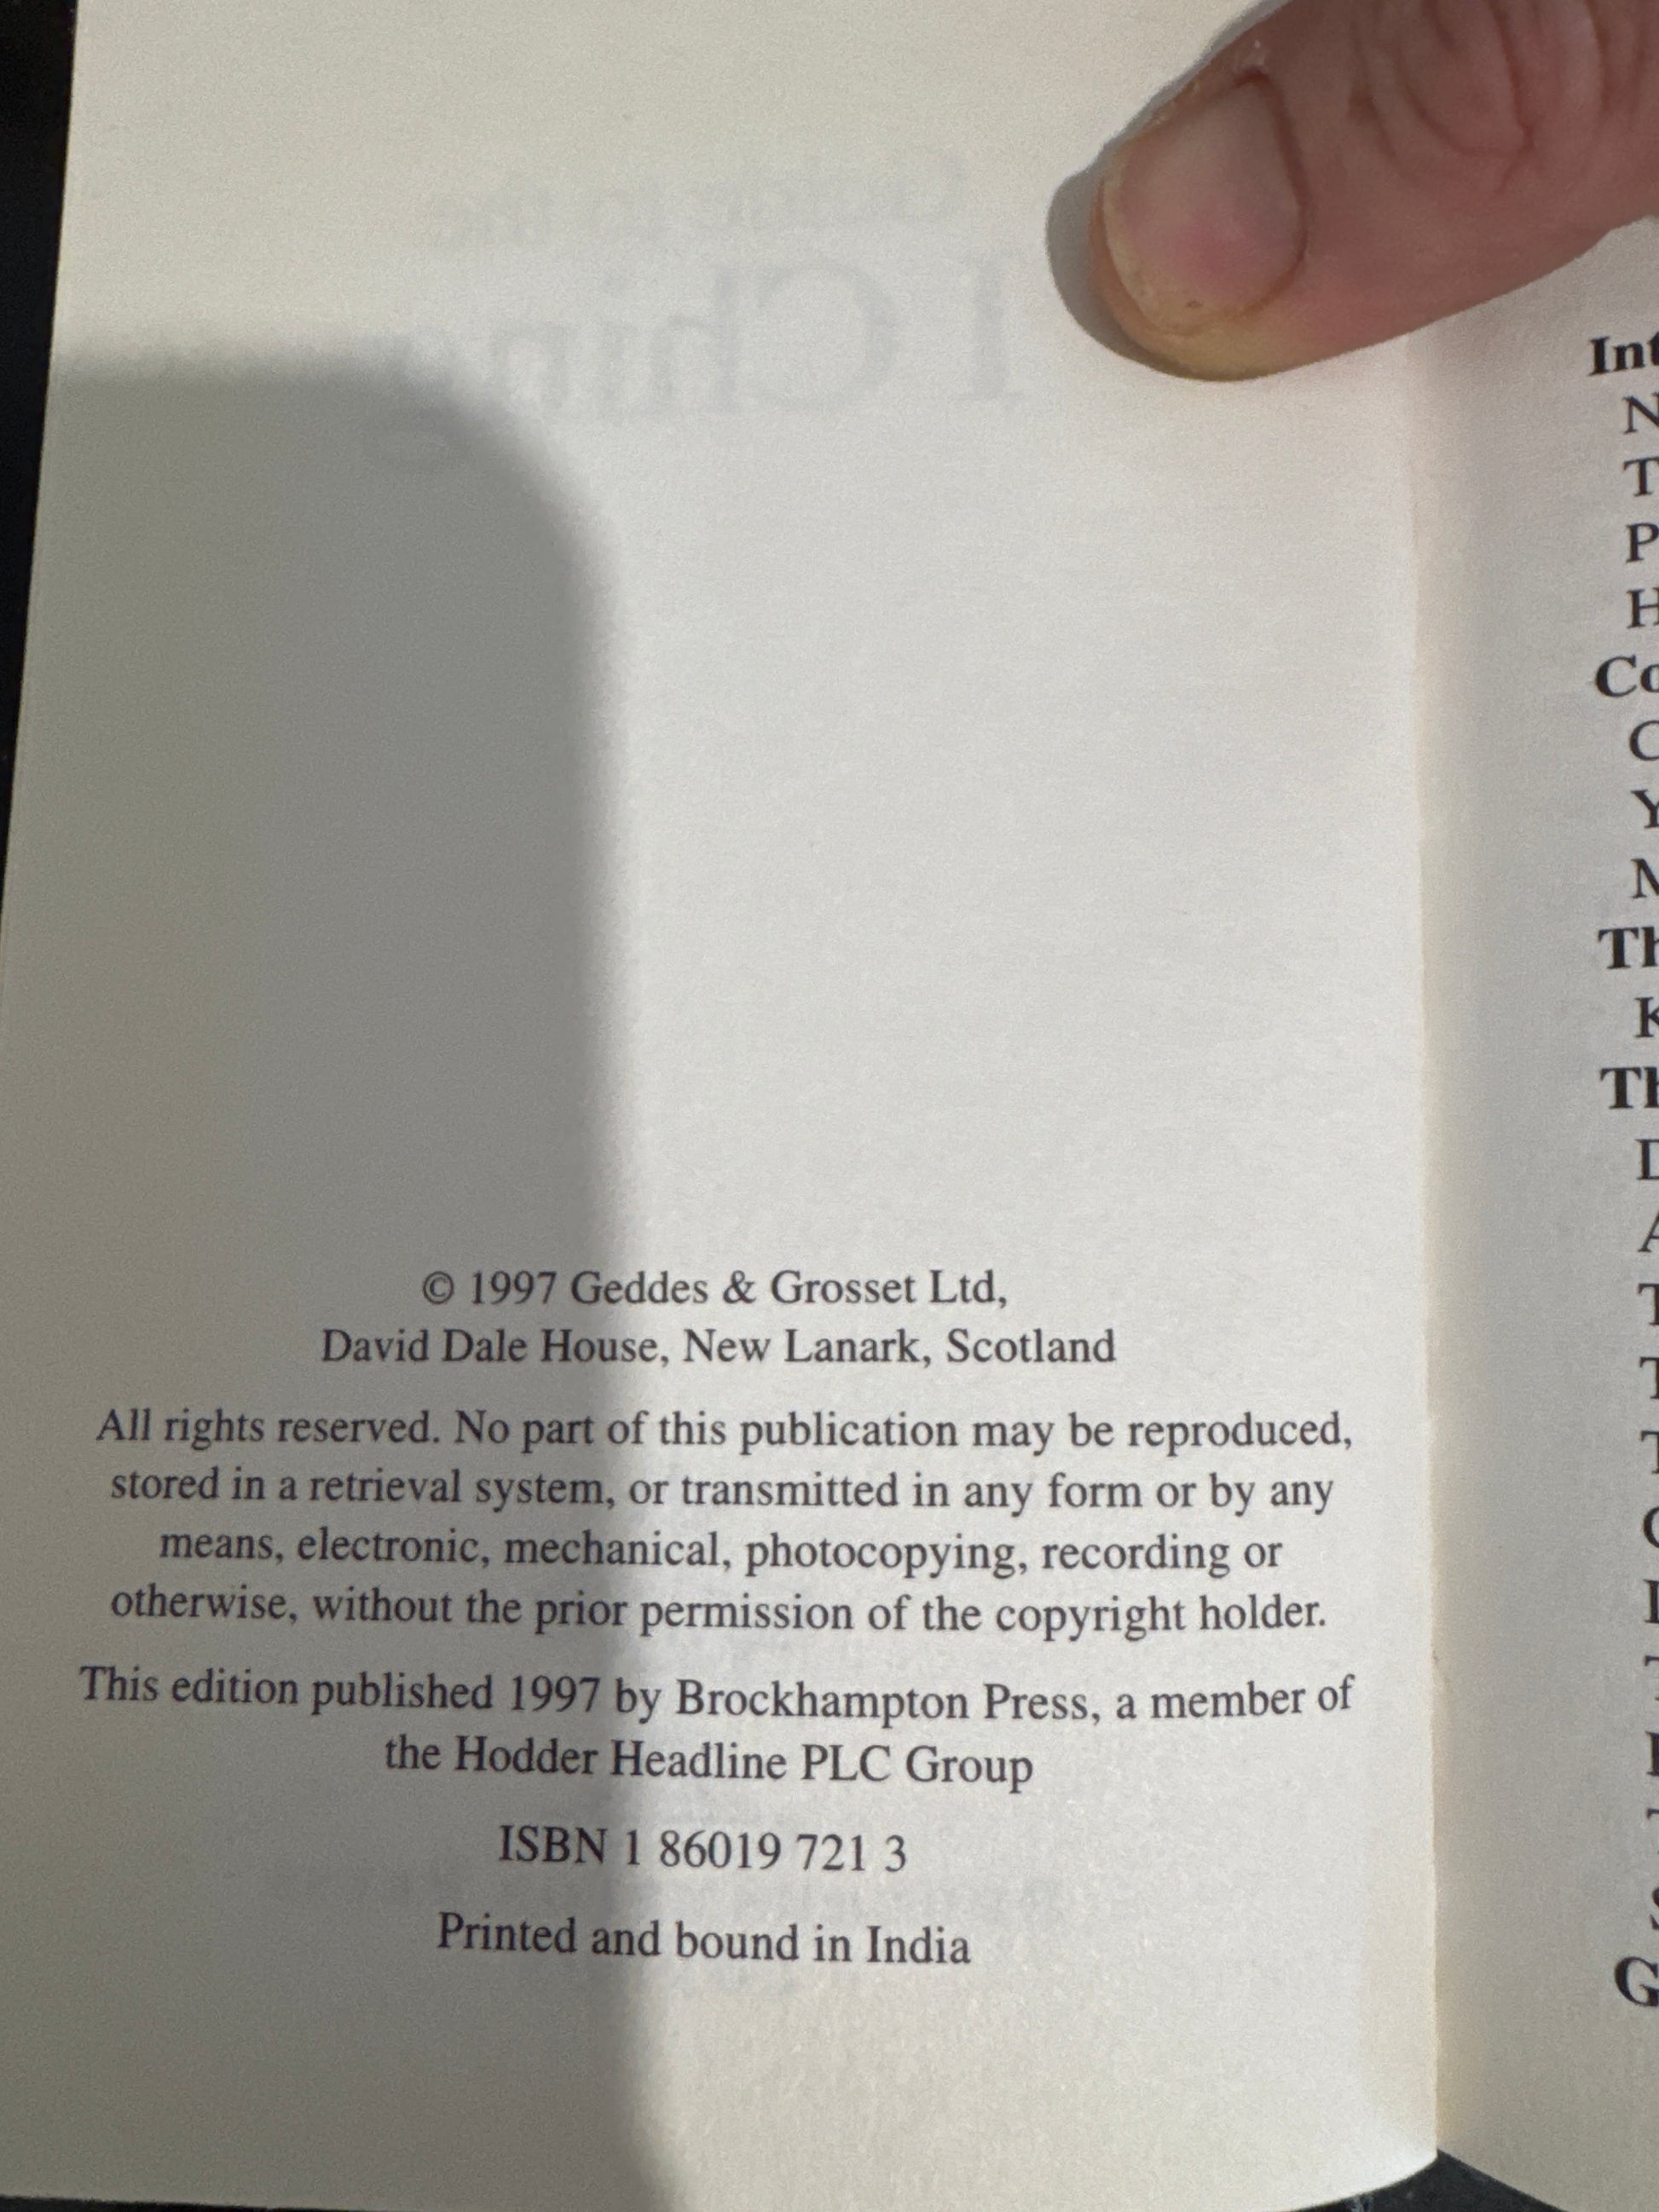 © 1997 Geddes & Grosset Ltd,
David Dale House, New Lanark, Scotland
All rights reserved. No part of this publication may be reproduced,
stored in a retrieval system, or transmitted in any form or by any
means, electronic, mechanical, photocopying, recording or
otherwise, without the prior permission of the copyright holder.
This edition published 1997 by Brockhampton Press, a member of
the Hodder Headline PLC Group
ISBN 1 86019 721 3
Printed and bound in India